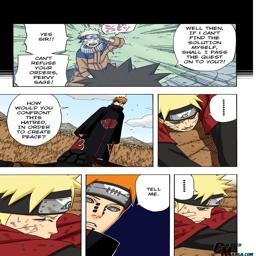 WELL THEN,
IF I CAN'T
FIND THE
SOLUTION
MYSELF,
SHALL I PASS
THE QUEST
ON TO YOU?!
YES
SIR!!
CAN'T
REFUSE
YOUR
ORDERS,
PERVY
SAGE!
........
HOW
WOULD YOU
CONFRONT
THIS
HATRED,
IN ORDER
TO CREATE
PEACE?
........
TELL
ME.